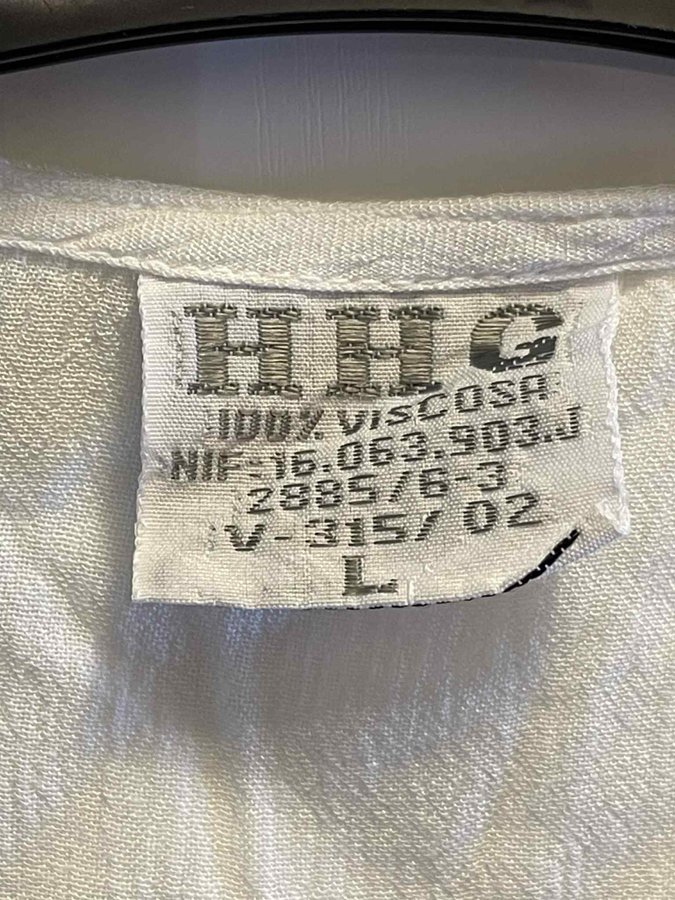 HHG
100% VISCOSA
NIF-16.063.903.J
2885/6-3
V-315/02
L